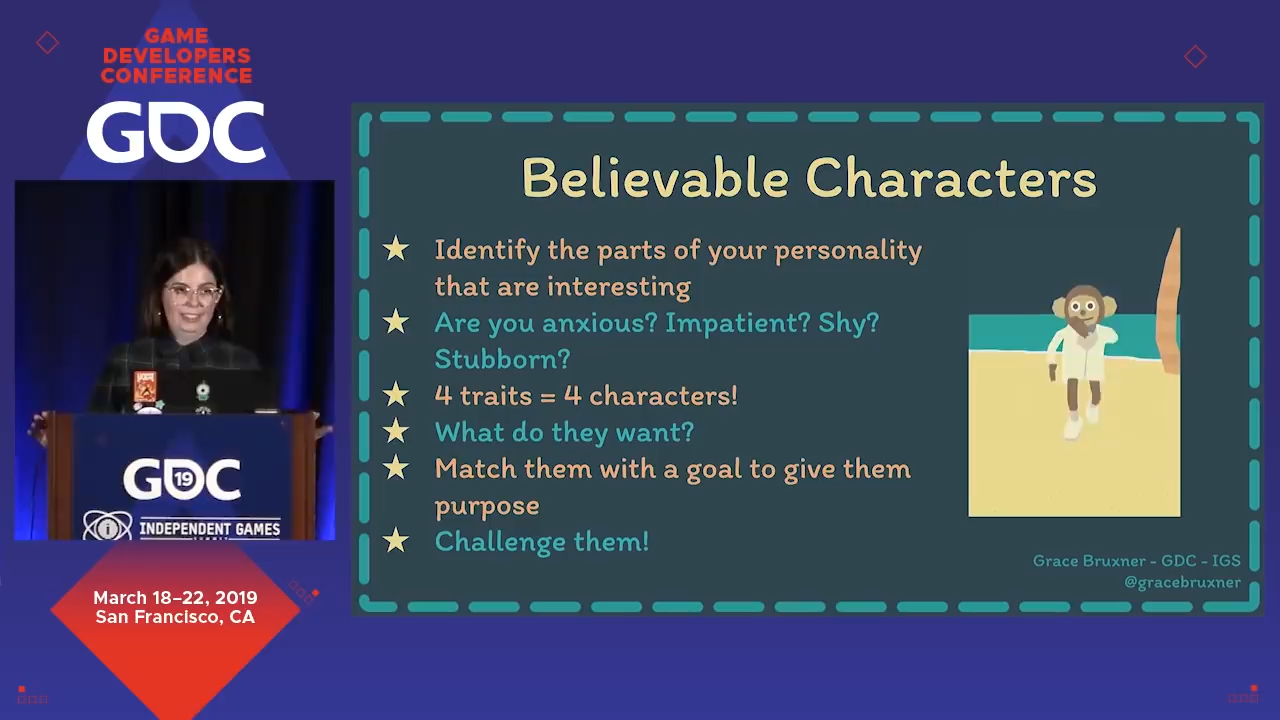 GAME
DEVELOPERS
CONFERENCE
GDC
Believable Characters
Identify the parts of your personality
that are interesting
Are you anxious? Impatient? Shy?
Stubborn?
4 traits = 4 characters!
What do they want?
Match them with a goal to give them
purpose
Challenge them!
Grace Bruxner - GDC - IGS
@gracebruxner
GDC
19
INDEPENDENT GAMES
March 18–22, 2019
San Francisco, CA